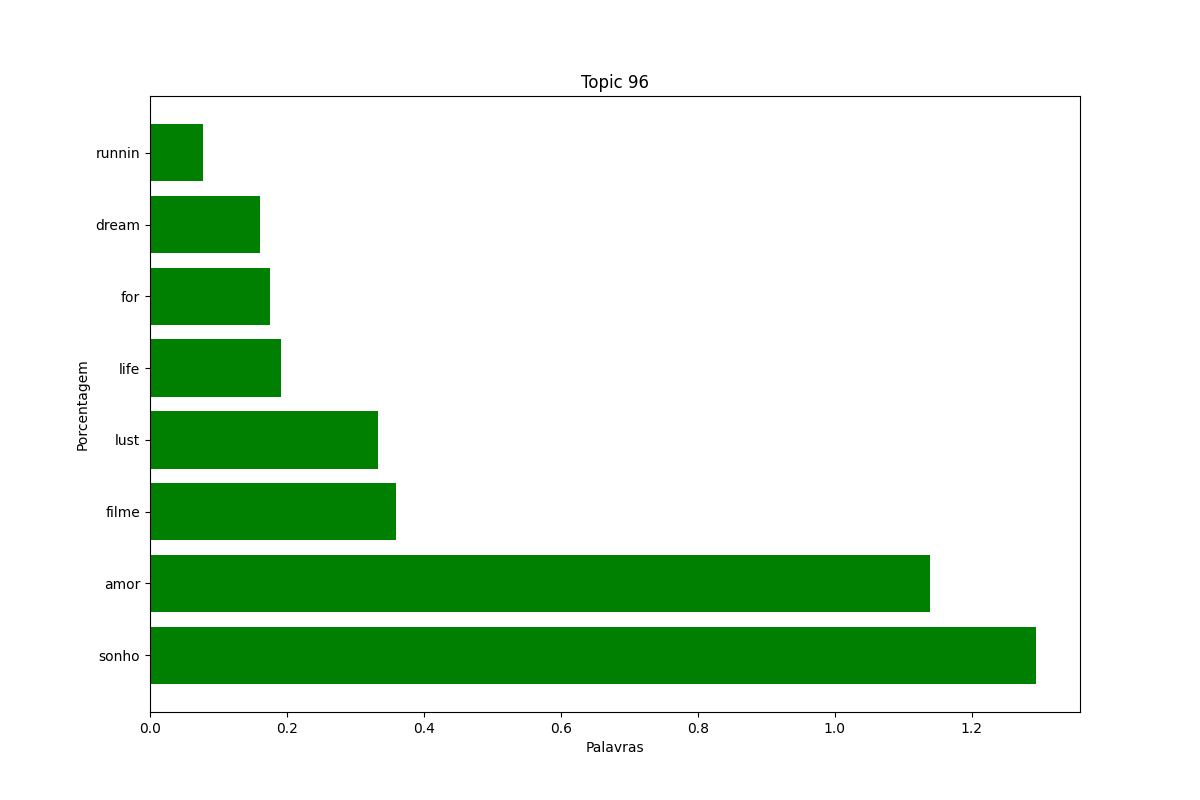 Topic 96
runnin
dream
for
life
lust
filme
amor
sonho
Porcentagem
0.0 0.2 0.4 0.6 0.8 1.0 1.2
Palavras